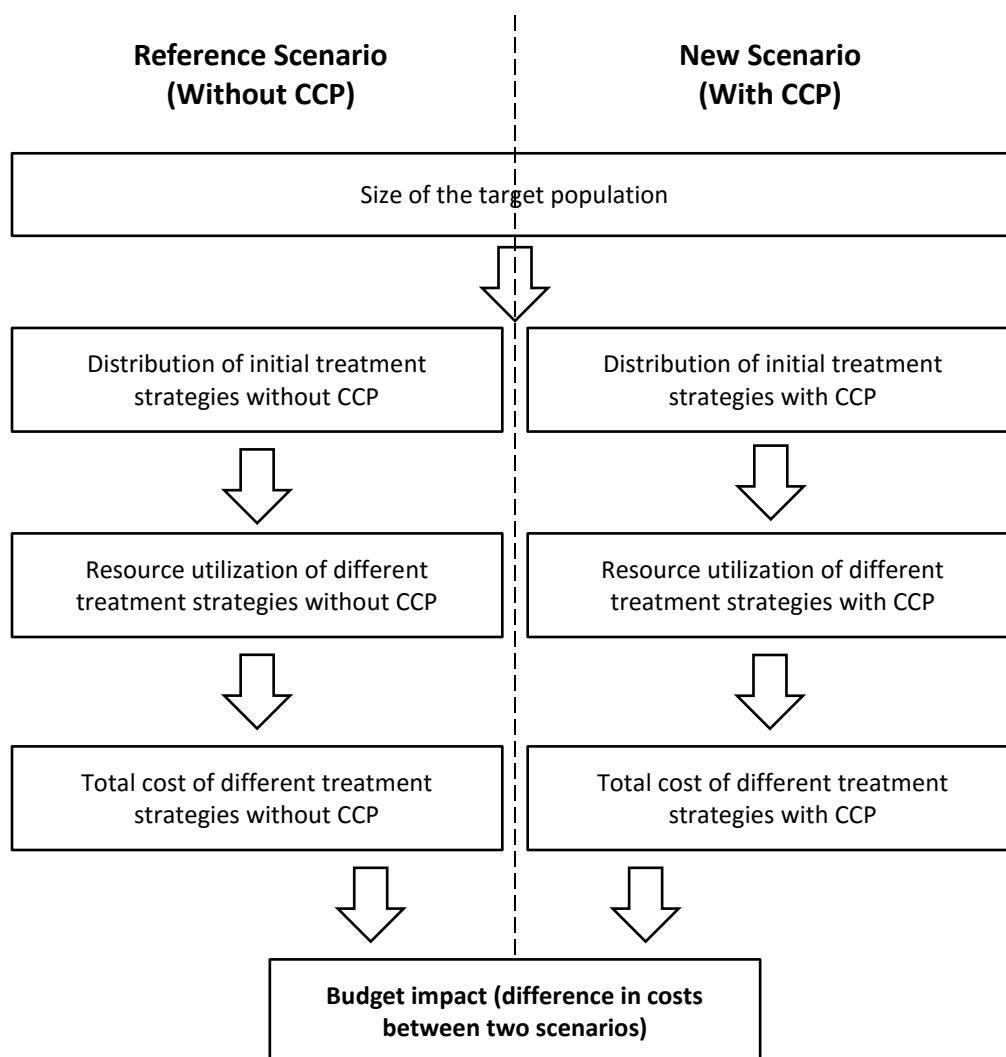 Reference Scenario
(Without CCP)
New Scenario
(With CCP)
Size of the target population
Distribution of initial treatment
strategies without CCP
Distribution of initial treatment
strategies with CCP
Resource utilization of different
treatment strategies without CCP
Resource utilization of different
treatment strategies with CCP
Total cost of different treatment
strategies without CCP
Total cost of different treatment
strategies with CCP
Budget impact (difference in costs
between two scenarios)